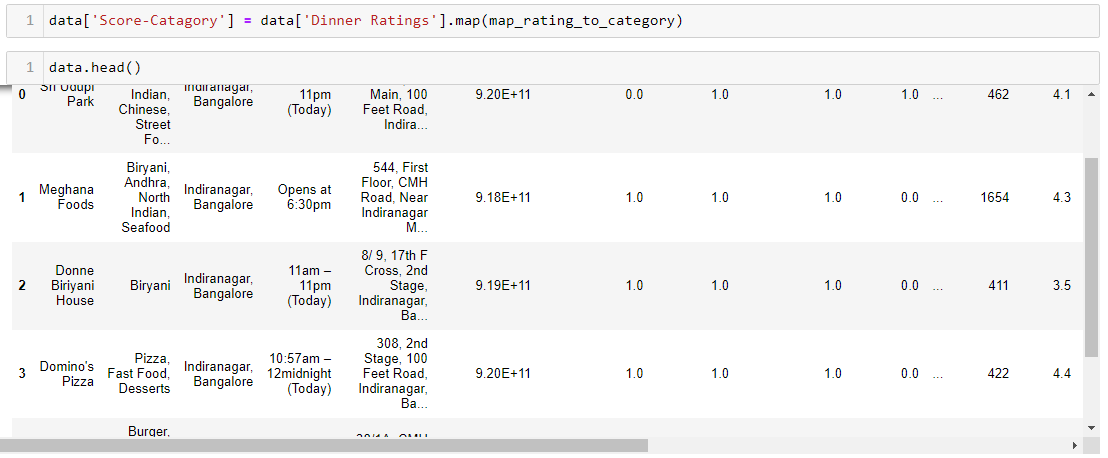 1 data['Score-Catagory'] = data['Dinner Ratings'].map(map_rating_to_category)
1 data.head()
0 Sri Udupi Indian, Indiranagar, 11pm Main, 100 9.20E+11 0.0 1.0 1.0 1.0 ... 462 4.1
Park Chinese, Bangalore (Today) Feet Road,
Street Indira...
Fo...
Biryani, 544, First
Andhra, Floor, CMH
1 Meghana North Indiranagar, Opens at Road, Near 9.18E+11 1.0 1.0 1.0 0.0 ... 1654 4.3
Foods Indian, Bangalore 6:30pm Indiranagar
Seafood M...
8/ 9, 17th F
Donne 11am – Cross, 2nd
2 Biriyani Biryani Indiranagar, 11pm Stage, 9.19E+11 1.0 1.0 1.0 0.0 ... 411 3.5
House Bangalore (Today) Indiranagar,
Ba...
308, 2nd
Pizza, 10:57am – Stage, 100
3 Domino's Fast Food, Indiranagar, 12midnight Feet Road, 9.20E+11 1.0 1.0 1.0 0.0 ... 422 4.4
Pizza Desserts Bangalore (Today) Indiranagar,
Ba...
Burger,